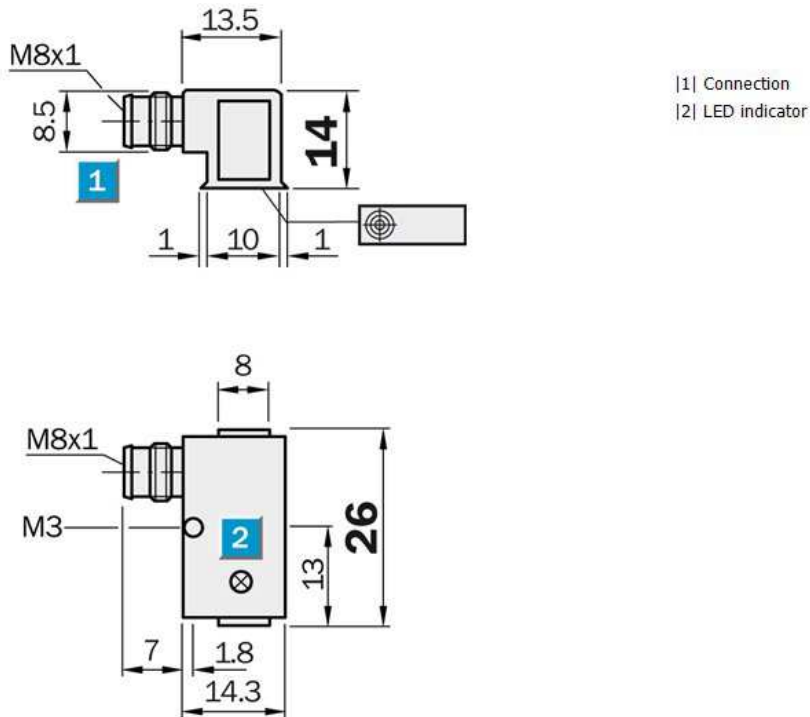 13.5
M8x1
|1| Connection
|2| LED indicator
8.5
14
1
1 10 1
8
M8x1
M3
2
26
13
7 1.8
14.3